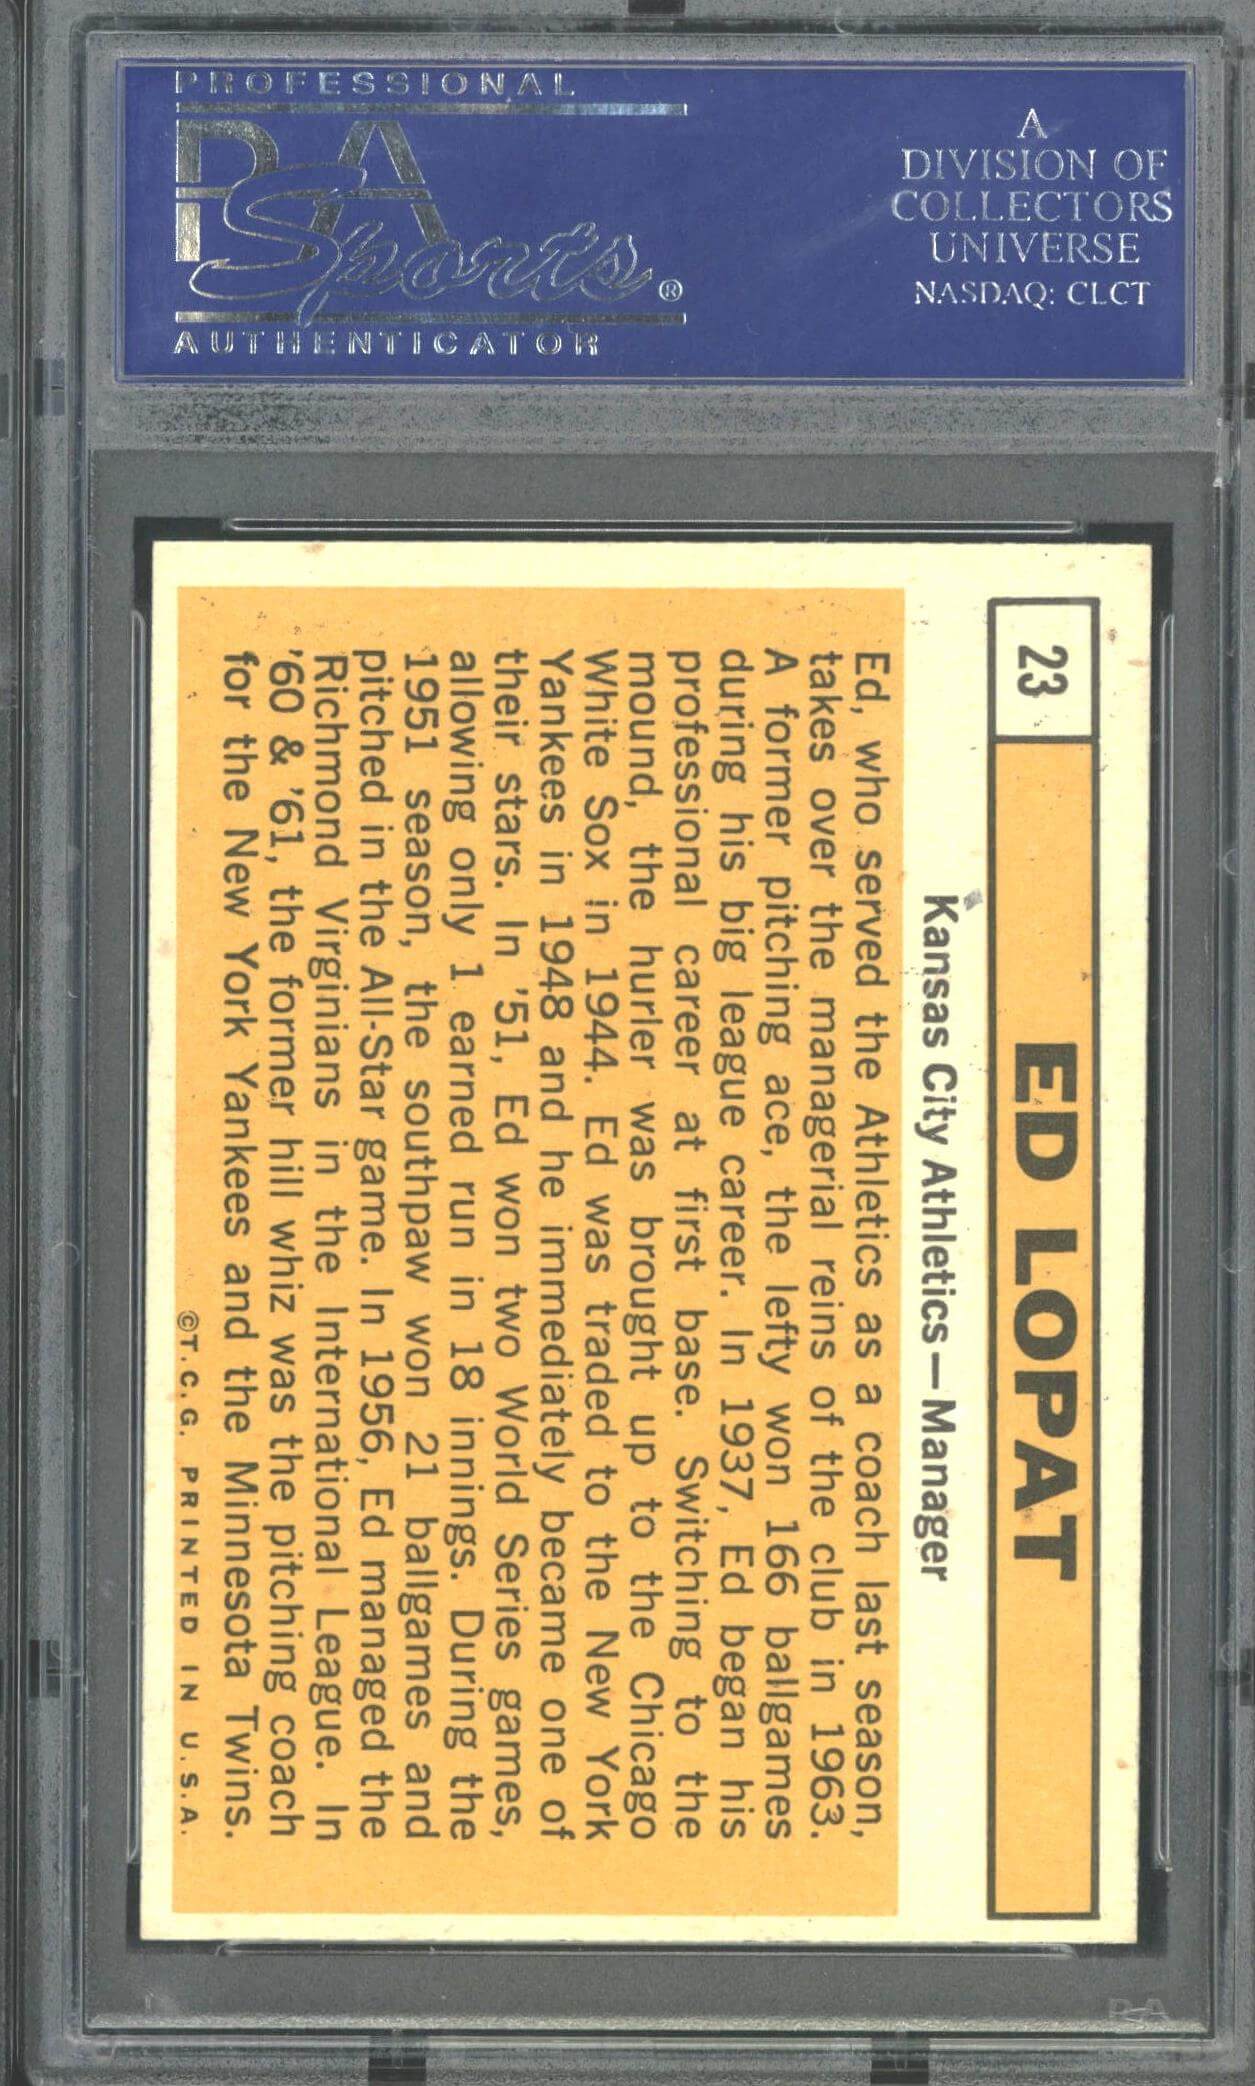 PROFESSIONAL
PSA
Sports®
AUTHENTICATOR
A
DIVISION OF
COLLECTORS
UNIVERSE
NASDAQ: CLCT
23
ED LOPAT
Kansas City Athletics—Manager
Ed, who served the Athletics as a coach last season,
takes over the managerial reins of the club in 1963.
A former pitching ace, the lefty won 166 ballgames
during his big league career. In 1937, Ed began his
professional career at first base. Switching to the
mound, the hurler was brought up to the Chicago
White Sox in 1944. Ed was traded to the New York
Yankees in 1948 and he immediately became one of
their stars. In '51, Ed won two World Series games,
allowing only 1 earned run in 18 innings. During the
1951 season, the southpaw won 21 ballgames and
pitched in the All-Star game. In 1956, Ed managed the
Richmond Virginians in the International League. In
'60 & '61, the former hill whiz was the pitching coach
for the New York Yankees and the Minnesota Twins.
©T.C.G. PRINTED IN U.S.A.
PSA